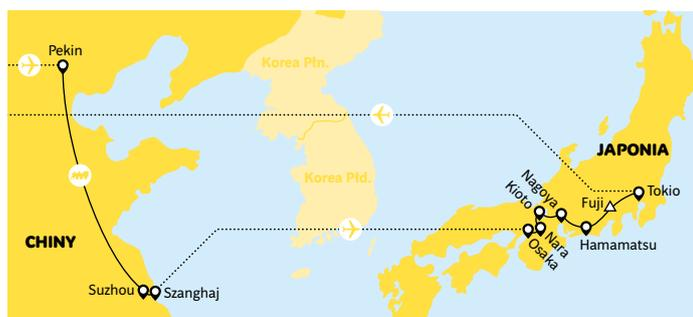 Pekin
Korea Płn.
JAPONIA
Korea Płd.
Nagoya
Kioto
Fuji
Tokio
CHINY
Nara
Osaka
Hamamatsu
Suzhou
Szanghaj